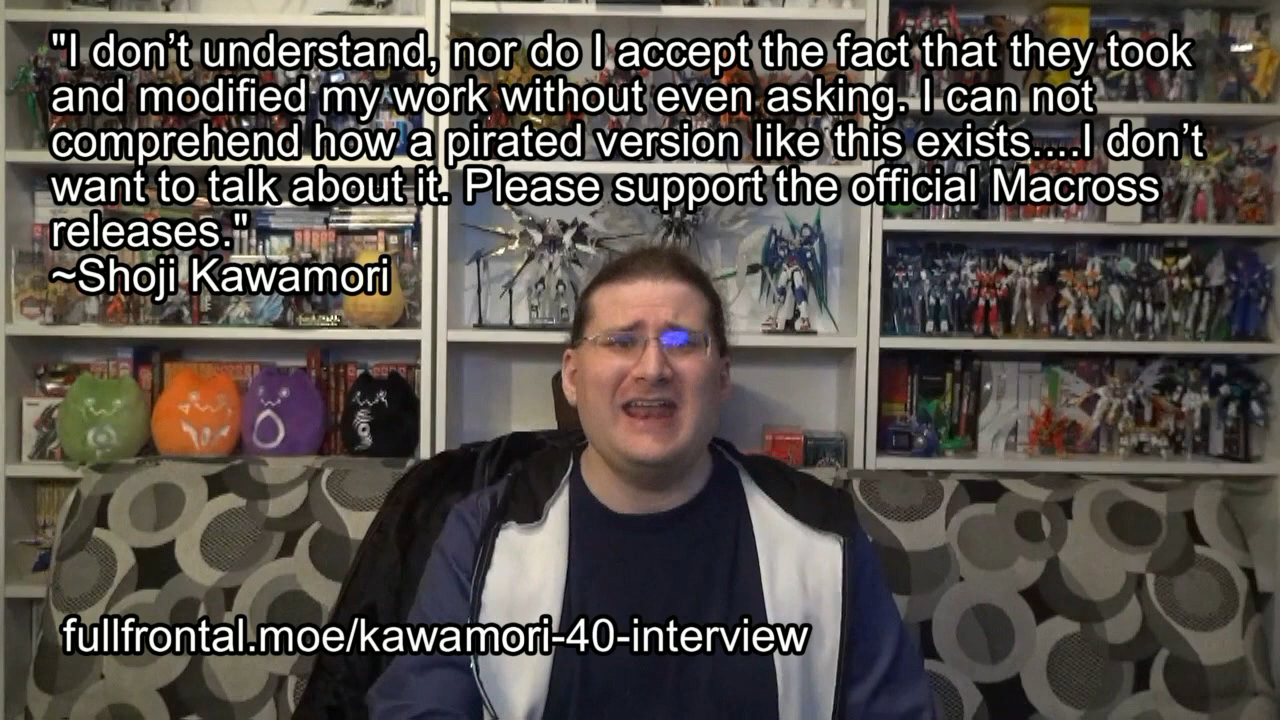 "I don’t understand, nor do I accept the fact that they took
and modified my work without even asking. I can not
comprehend how a pirated version like this exists....I don’t
want to talk about it. Please support the official Macross
releases."
~Shoji Kawamori
fullfrontal.moe/kawamori-40-interview